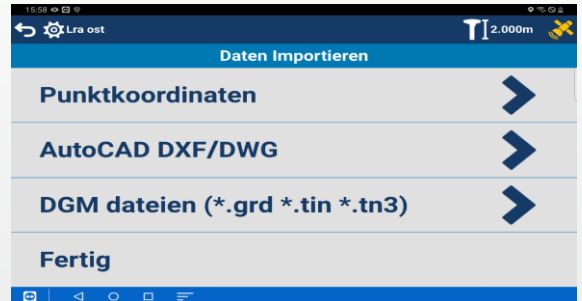 15:58
Lra ost
2.000m
Daten Importieren
Punktkoordinaten
AutoCAD DXF/DWG
DGM dateien (*.grd *.tin *.tn3)
Fertig